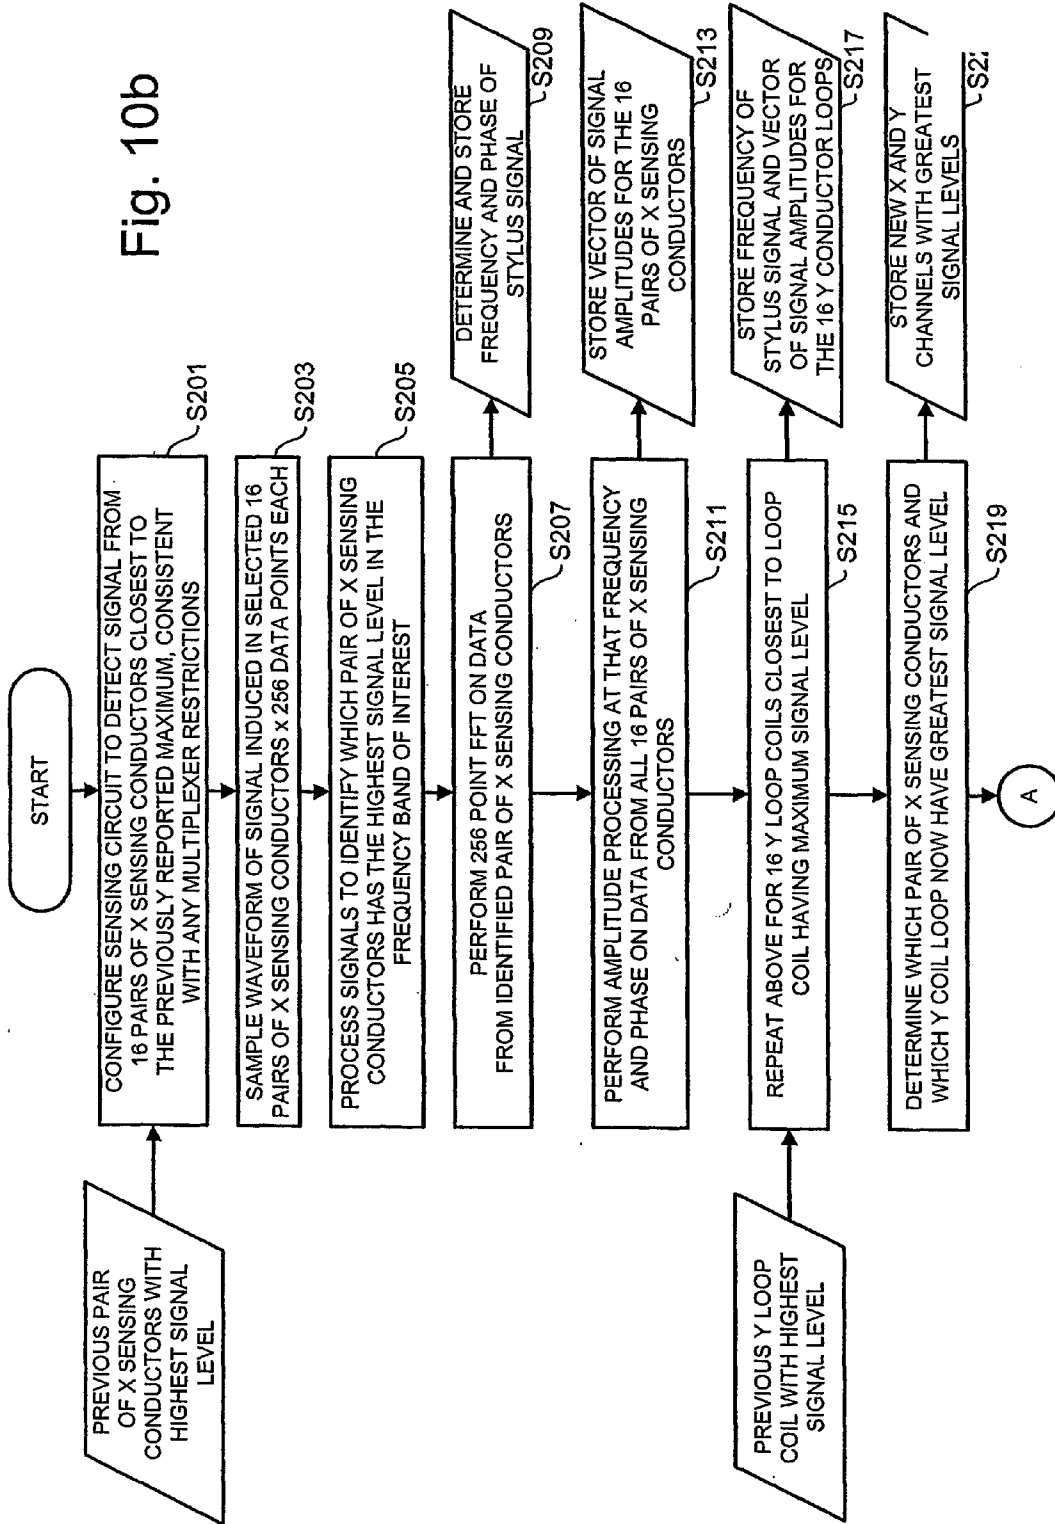 Fig. 10b
START
PREVIOUS PAIR
OF X SENSING
CONDUCTORS WITH
HIGHEST SIGNAL
LEVEL
CONFIGURE SENSING CIRCUIT TO DETECT SIGNAL FROM
16 PAIRS OF X SENSING CONDUCTORS CLOSEST TO
THE PREVIOUSLY REPORTED MAXIMUM, CONSISTENT
WITH ANY MULTIPLEXER RESTRICTIONS
S201
SAMPLE WAVEFORM OF SIGNAL INDUCED IN SELECTED 16
PAIRS OF X SENSING CONDUCTORS x 256 DATA POINTS EACH
S203
PROCESS SIGNALS TO IDENTIFY WHICH PAIR OF X SENSING
CONDUCTORS HAS THE HIGHEST SIGNAL LEVEL IN THE
FREQUENCY BAND OF INTEREST
S205
PERFORM 256 POINT FFT ON DATA
FROM IDENTIFIED PAIR OF X SENSING CONDUCTORS
S207
DETERMINE AND STORE
FREQUENCY AND PHASE OF
STYLUS SIGNAL
S209
PERFORM AMPLITUDE PROCESSING AT THAT FREQUENCY
AND PHASE ON DATA FROM ALL 16 PAIRS OF X SENSING
CONDUCTORS
S211
STORE VECTOR OF SIGNAL
AMPLITUDES FOR THE 16
PAIRS OF X SENSING
CONDUCTORS
S213
PREVIOUS Y LOOP
COIL WITH HIGHEST
SIGNAL LEVEL
REPEAT ABOVE FOR 16 Y LOOP COILS CLOSEST TO LOOP
COIL HAVING MAXIMUM SIGNAL LEVEL
S215
STORE FREQUENCY OF
STYLUS SIGNAL AND VECTOR
OF SIGNAL AMPLITUDES FOR
THE 16 Y CONDUCTOR LOOPS
S217
DETERMINE WHICH PAIR OF X SENSING CONDUCTORS AND
WHICH Y COIL LOOP NOW HAVE GREATEST SIGNAL LEVEL
S219
STORE NEW X AND Y
CHANNELS WITH GREATEST
SIGNAL LEVELS
A